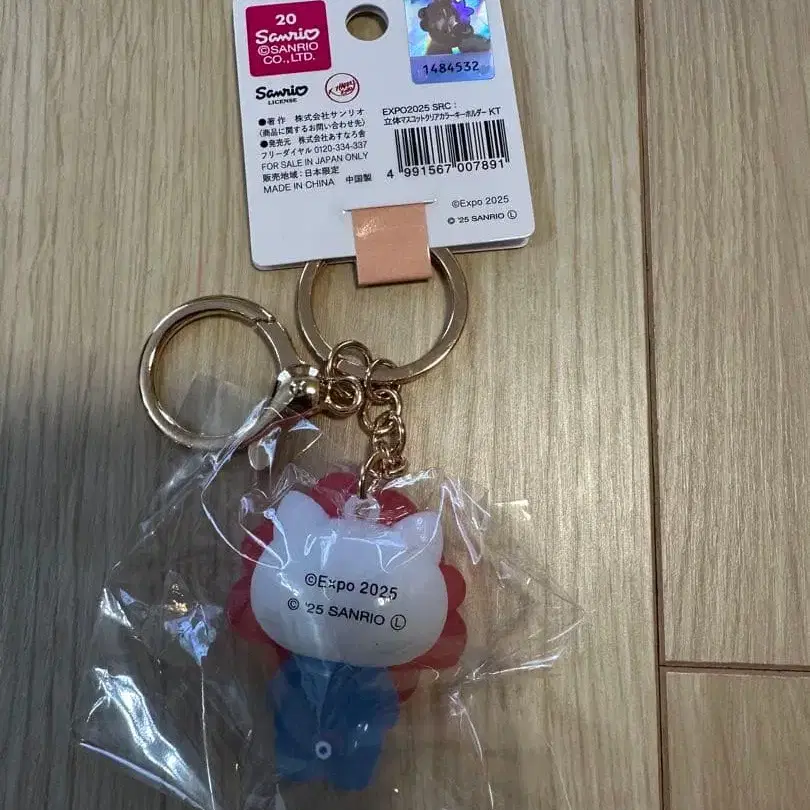 20
Sanrio
©SANRIO
CO.,LTD.
1484532
Sanrio
LICENSE
●著作 株式会社サンリオ
(商品に関するお問い合わせ先)
●発売元 株式会社あすなろ舎
フリーダイヤル 0120-334-337
FOR SALE IN JAPAN ONLY
販売地域:日本限定
MADE IN CHINA 中国製
EXPO2025 SRC:
立体マスコットクリアカラーキーホルダー KT
4 991567 007891
©Expo 2025
© '25 SANRIO Ⓛ
©Expo 2025
© '25 SANRIO Ⓛ